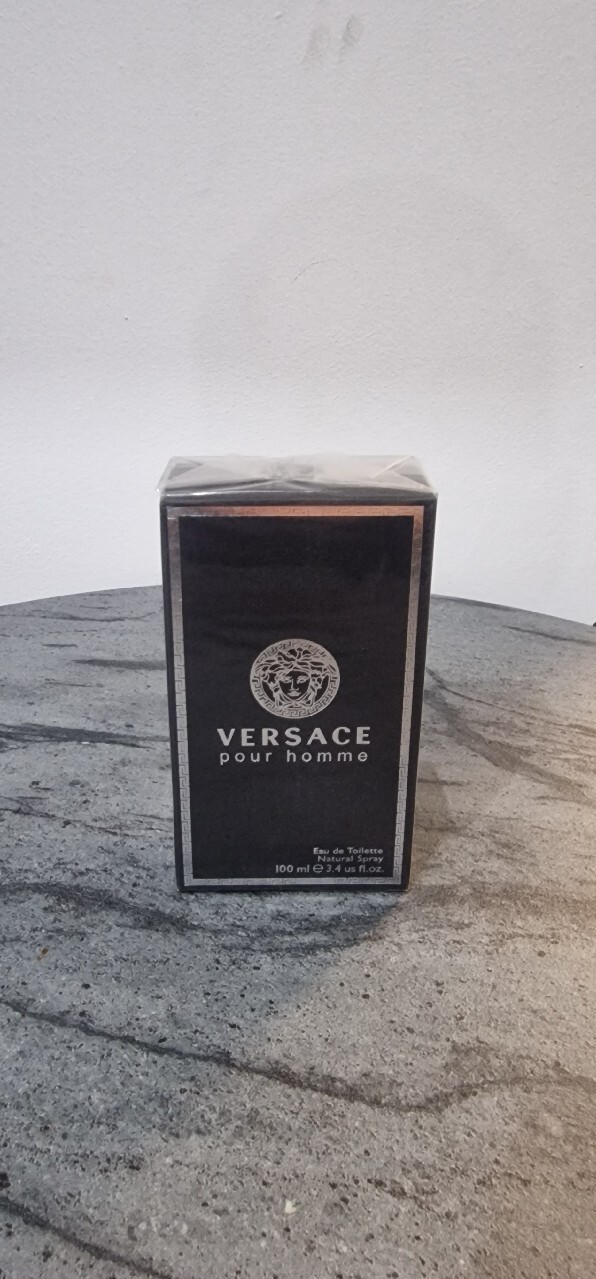 VERSACE
pour homme
Eau de Toilette
Natural Spray
100 ml ℮ 3.4 us fl.oz.